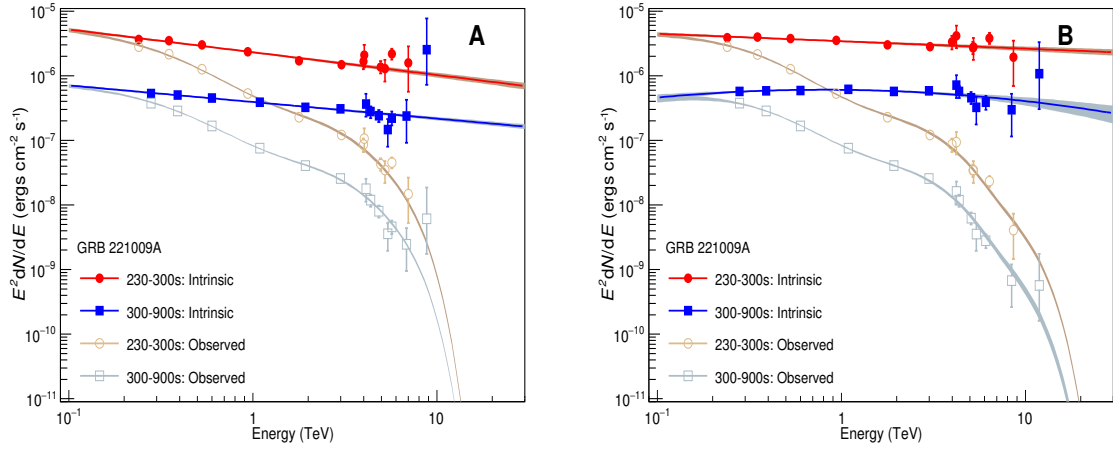 A
10⁻⁵
10⁻⁶
10⁻⁷
10⁻⁸
10⁻⁹
10⁻¹⁰
10⁻¹¹
E²dN/dE (ergs cm⁻² s⁻¹)
GRB 221009A
230-300s: Intrinsic
300-900s: Intrinsic
230-300s: Observed
300-900s: Observed
10⁻¹ 1 10
Energy (TeV)
B
10⁻⁵
10⁻⁶
10⁻⁷
10⁻⁸
10⁻⁹
10⁻¹⁰
10⁻¹¹
E²dN/dE (ergs cm⁻² s⁻¹)
GRB 221009A
230-300s: Intrinsic
300-900s: Intrinsic
230-300s: Observed
300-900s: Observed
10⁻¹ 1 10
Energy (TeV)